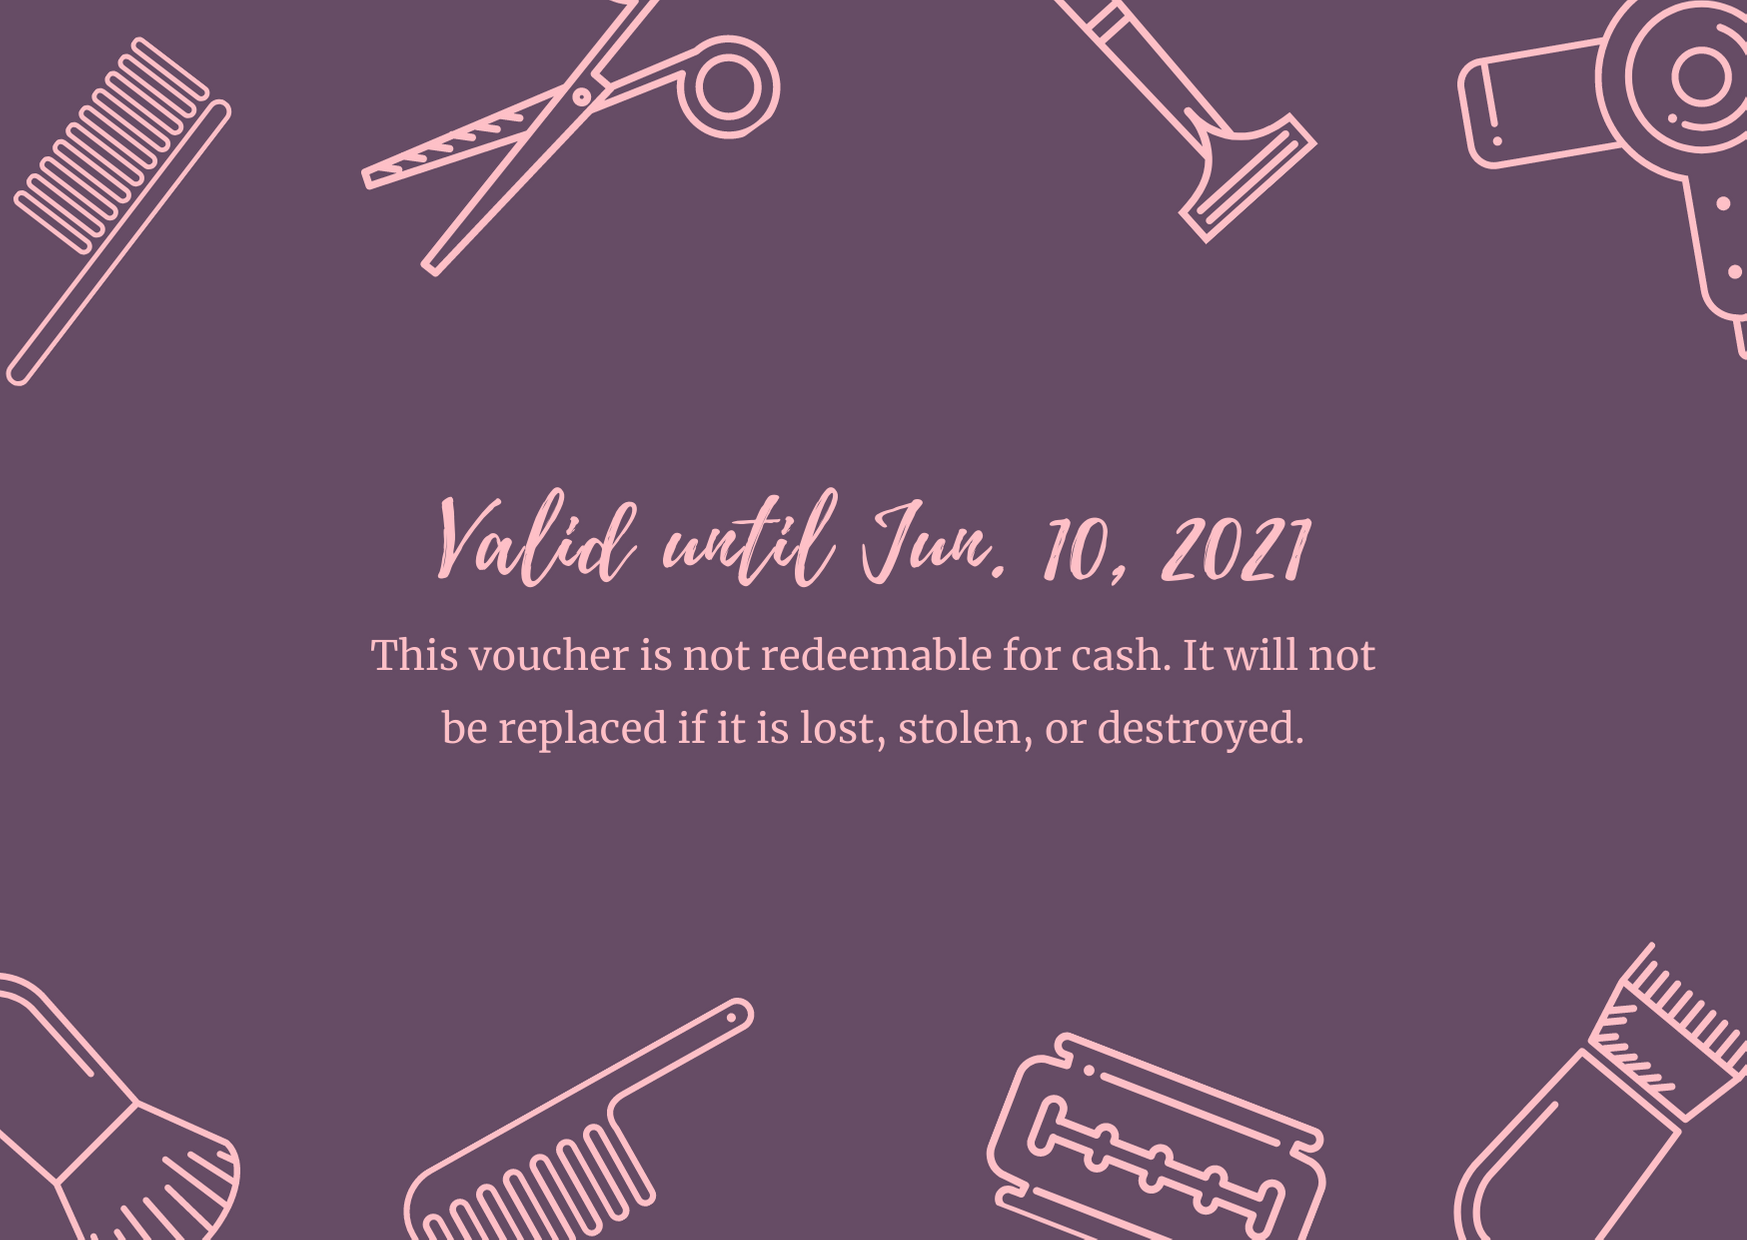 Valid until Jun. 10, 2021
This voucher is not redeemable for cash. It will not
be replaced if it is lost, stolen, or destroyed.